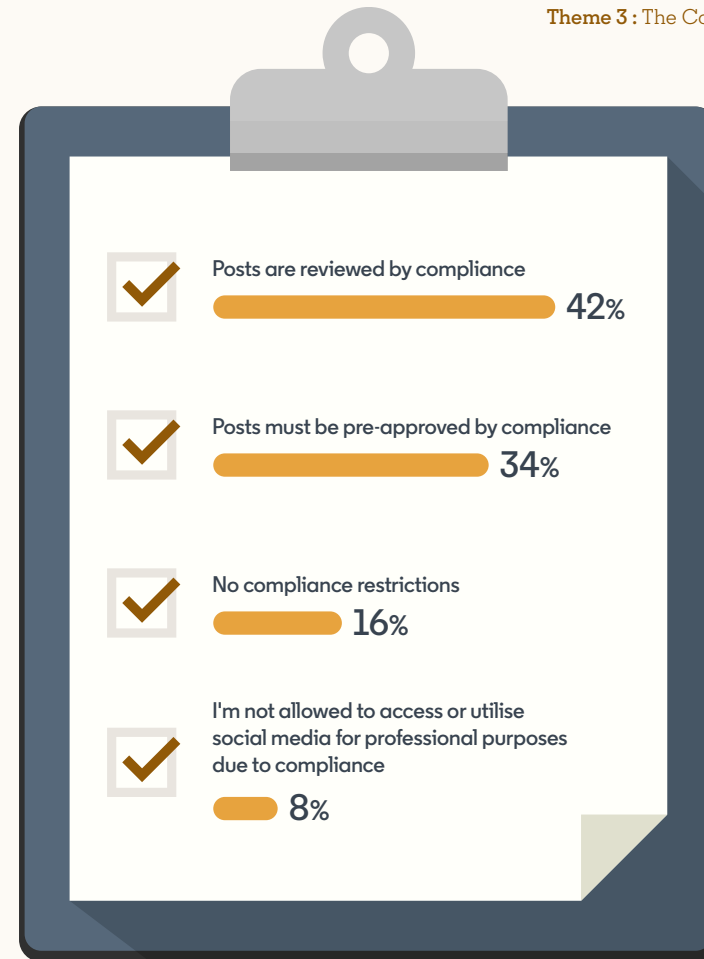 Theme 3 : The Co
Posts are reviewed by compliance
42%
Posts must be pre-approved by compliance
34%
No compliance restrictions
16%
I'm not allowed to access or utilise
social media for professional purposes
due to compliance
8%